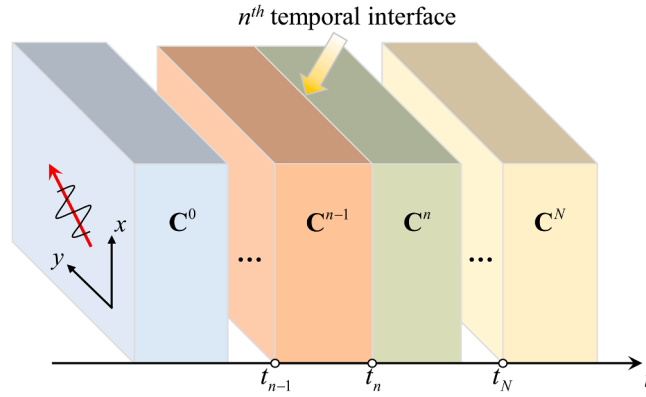 n^th temporal interface
C^0
C^{n-1}
C^n
C^N
x
y
...
...
t_{n-1}
t_n
t_N